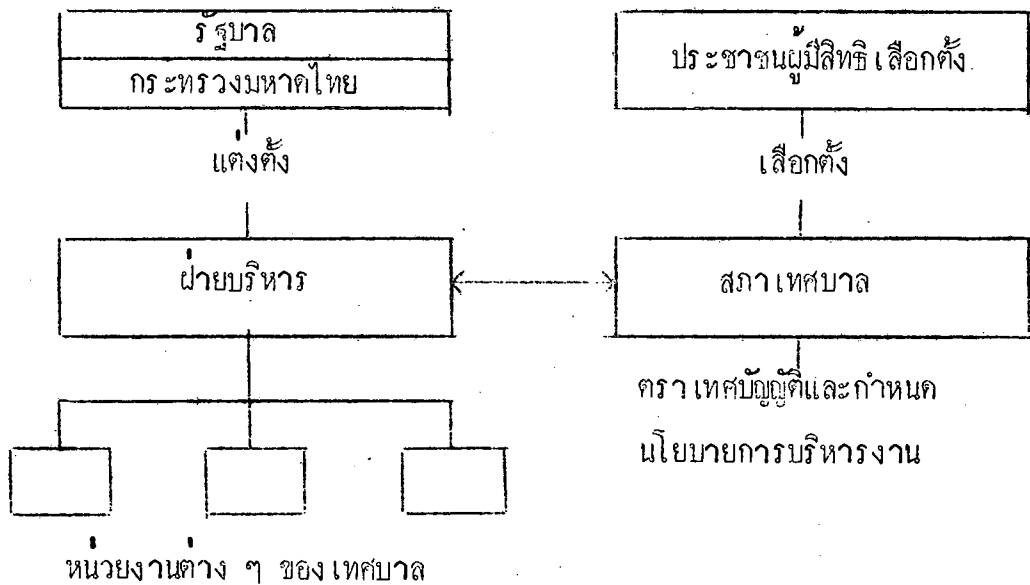 รัฐบาล
กระทรวงมหาดไทย
ประชาชนผู้มีสิทธิเลือกตั้ง
แต่งตั้ง
เลือกตั้ง
ฝ่ายบริหาร
สภาเทศบาล
ตราเทศบัญญัติและกำหนด
นโยบายการบริหารงาน
หน่วยงานต่าง ๆ ของเทศบาล